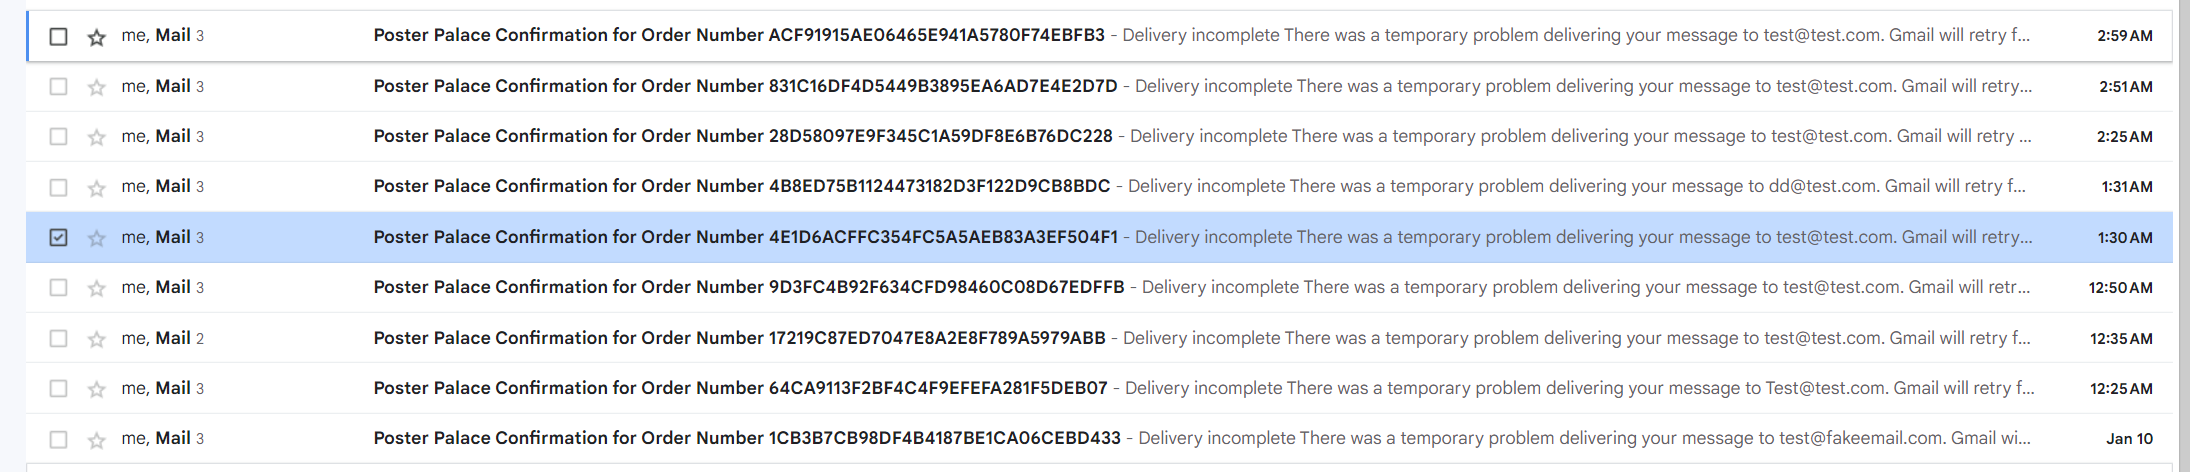 me, Mail 3 Poster Palace Confirmation for Order Number ACF91915AE06465E941A5780F74EBFB3 - Delivery incomplete There was a temporary problem delivering your message to test@test.com. Gmail will retry f... 2:59 AM
me, Mail 3 Poster Palace Confirmation for Order Number 831C16DF4D5449B3895EA6AD7E4E2D7D - Delivery incomplete There was a temporary problem delivering your message to test@test.com. Gmail will retry... 2:51 AM
me, Mail 3 Poster Palace Confirmation for Order Number 28D58097E9F345C1A59DF8E6B76DC228 - Delivery incomplete There was a temporary problem delivering your message to test@test.com. Gmail will retry ... 2:25 AM
me, Mail 3 Poster Palace Confirmation for Order Number 4B8ED75B1124473182D3F122D9CB8BDC - Delivery incomplete There was a temporary problem delivering your message to dd@test.com. Gmail will retry f... 1:31 AM
me, Mail 3 Poster Palace Confirmation for Order Number 4E1D6ACFFC354FC5A5AEB83A3EF504F1 - Delivery incomplete There was a temporary problem delivering your message to test@test.com. Gmail will retry... 1:30 AM
me, Mail 3 Poster Palace Confirmation for Order Number 9D3FC4B92F634CFD98460C08D67EDFFB - Delivery incomplete There was a temporary problem delivering your message to test@test.com. Gmail will retr... 12:50 AM
me, Mail 2 Poster Palace Confirmation for Order Number 17219C87ED7047E8A2E8F789A5979ABB - Delivery incomplete There was a temporary problem delivering your message to test@test.com. Gmail will retry f... 12:35 AM
me, Mail 3 Poster Palace Confirmation for Order Number 64CA9113F2BF4C4F9EFEFA281F5DEB07 - Delivery incomplete There was a temporary problem delivering your message to Test@test.com. Gmail will retry f... 12:25 AM
me, Mail 3 Poster Palace Confirmation for Order Number 1CB3B7CB98DF4B4187BE1CA06CEBD433 - Delivery incomplete There was a temporary problem delivering your message to test@fakeemail.com. Gmail wi... Jan 10